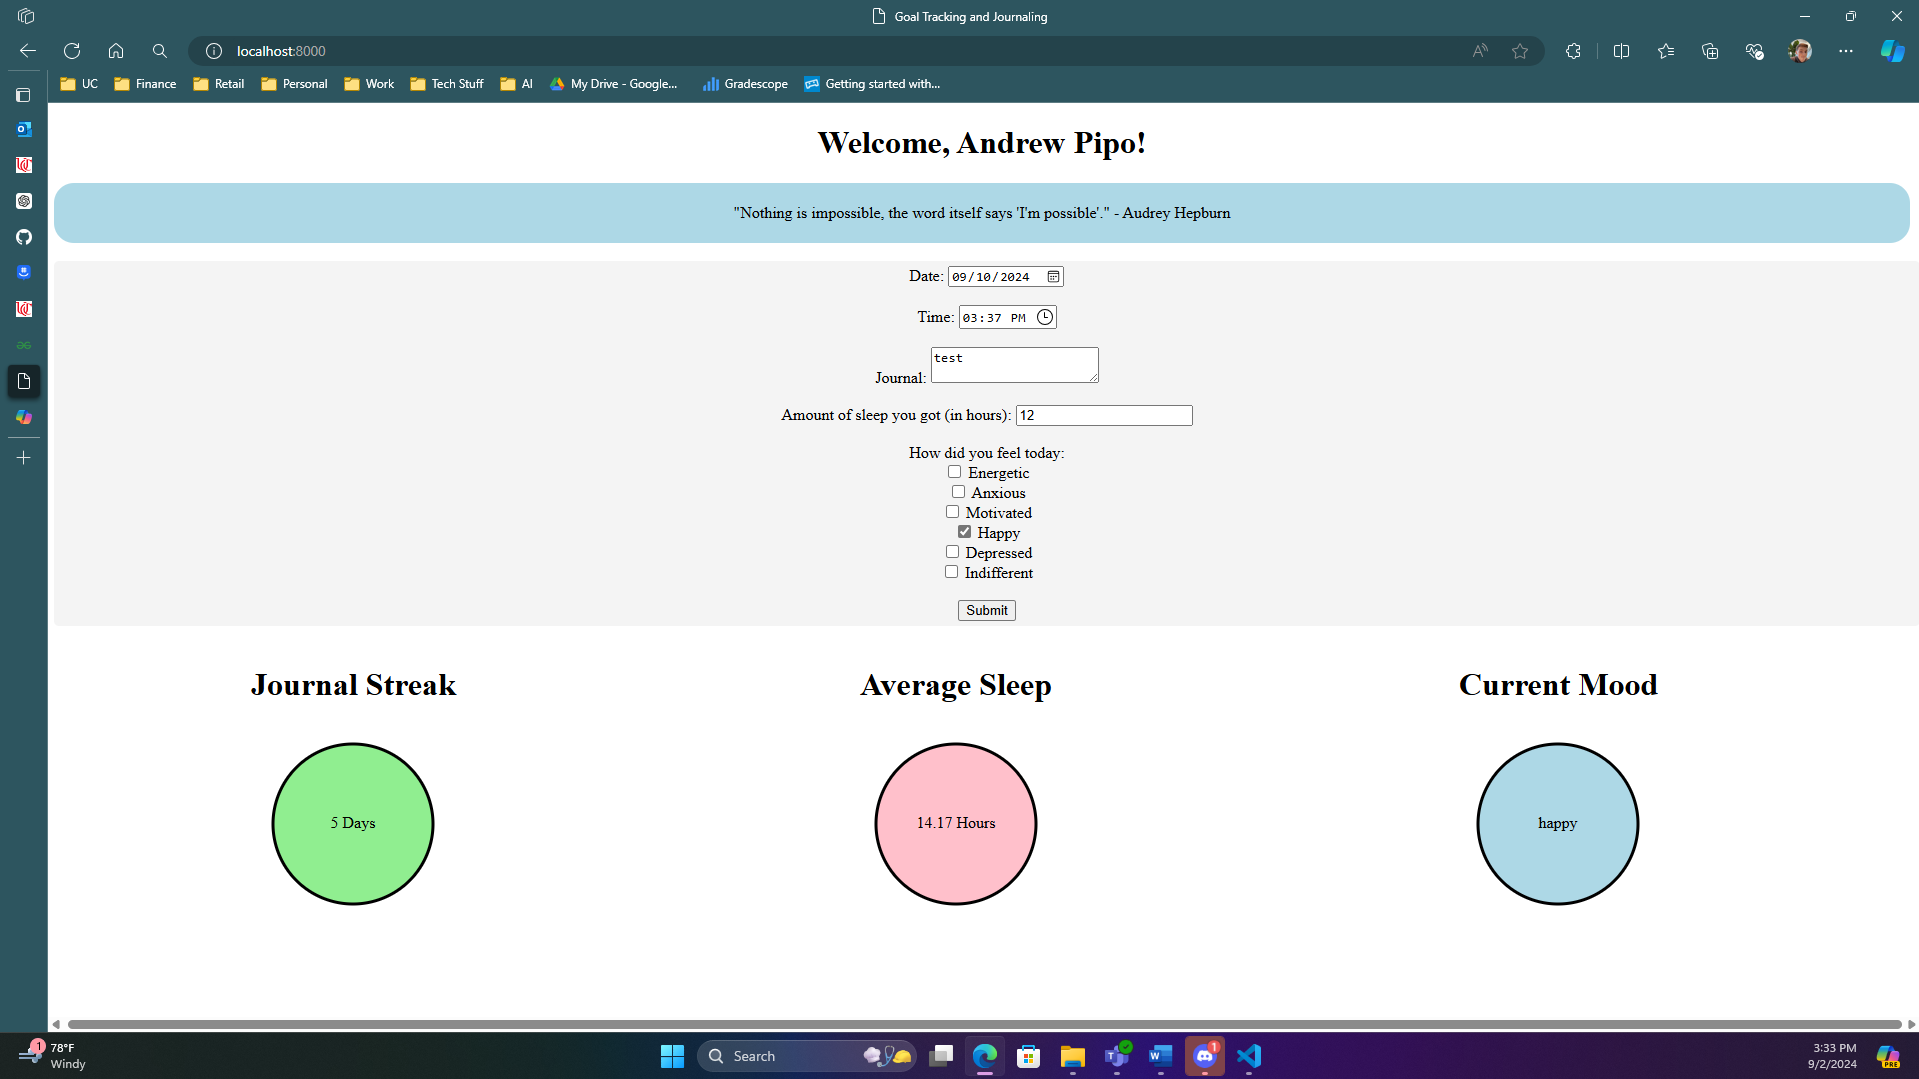 Goal Tracking and Journaling
localhost:8000
UC Finance Retail Personal Work Tech Stuff AI My Drive - Google... Gradescope Getting started with...
Welcome, Andrew Pipo!
"Nothing is impossible, the word itself says 'I'm possible'." - Audrey Hepburn
Date: 09/10/2024
Time: 03:37 PM
Journal: test
Amount of sleep you got (in hours): 12
How did you feel today:
Energetic
Anxious
Motivated
Happy
Depressed
Indifferent
Submit
Journal Streak
5 Days
Average Sleep
14.17 Hours
Current Mood
happy
1
78°F
Windy
Search
1
3:33 PM
9/2/2024
PRE